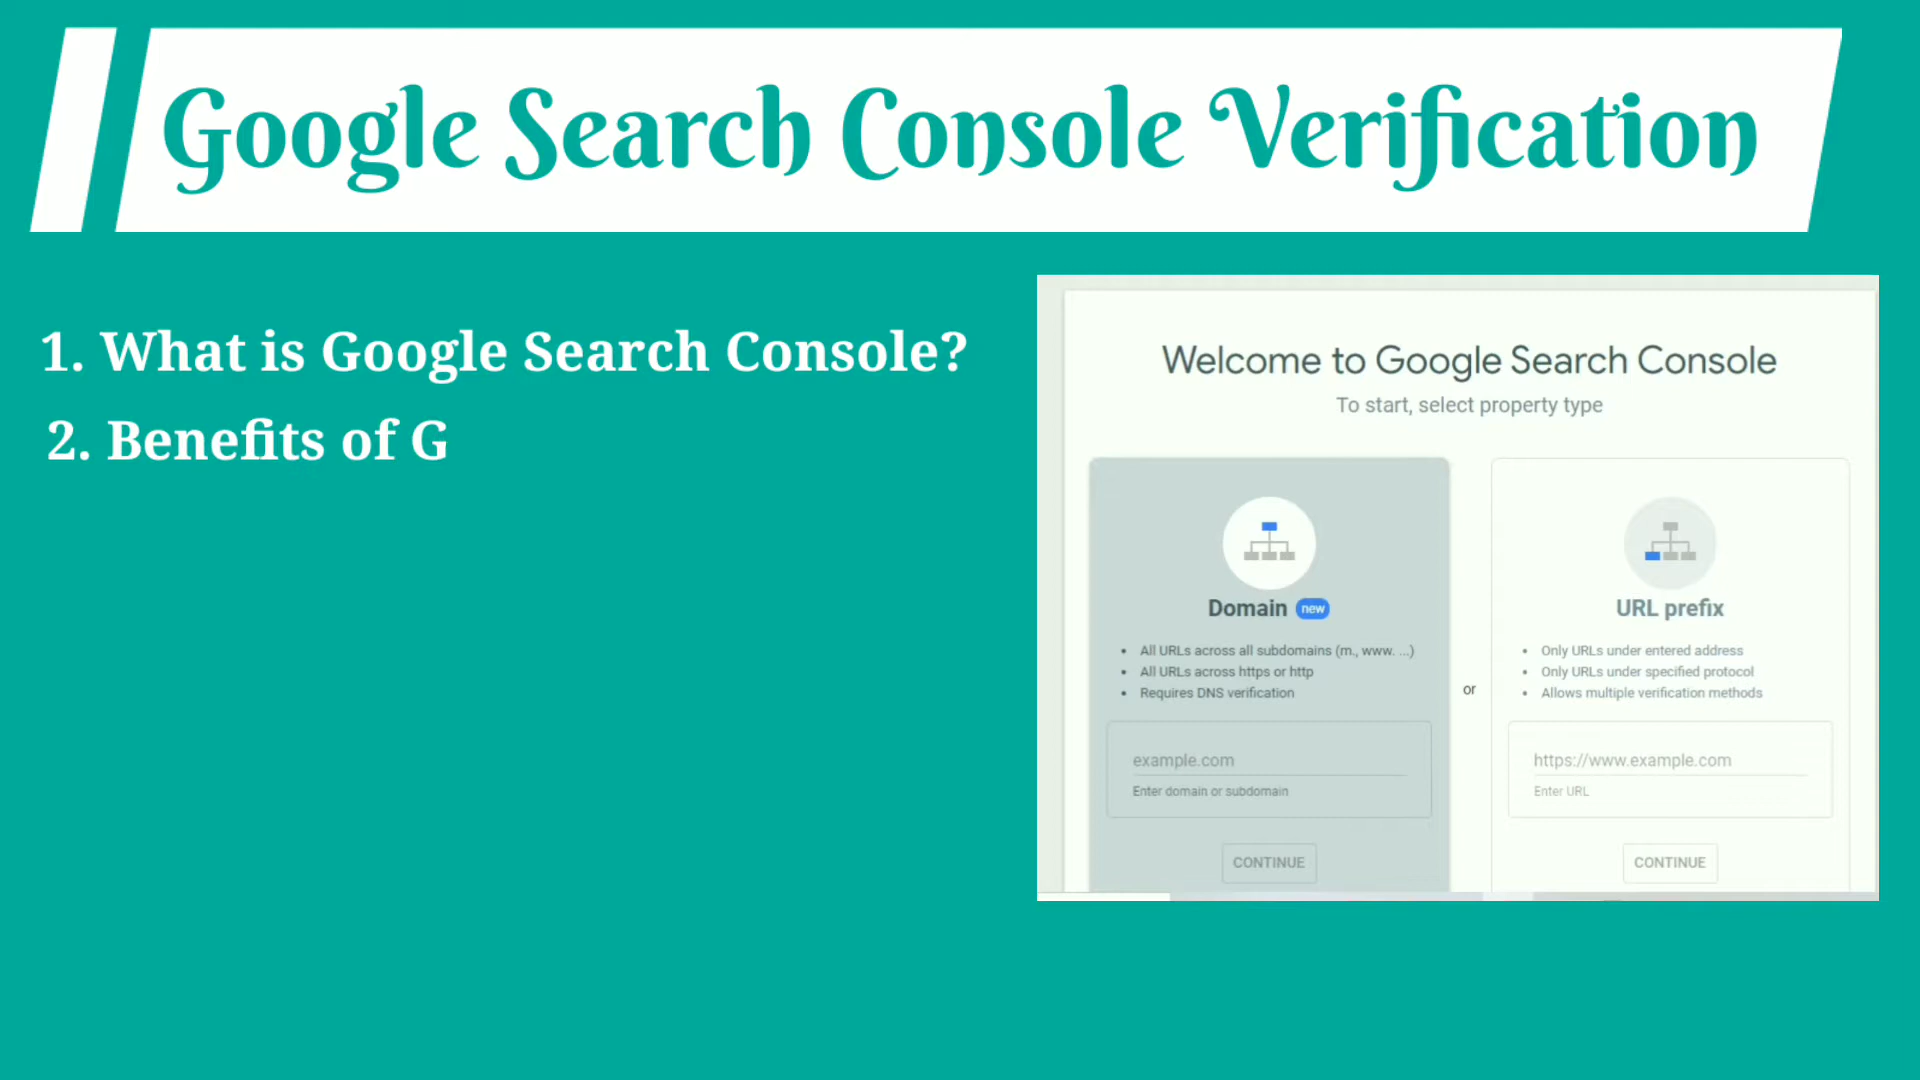 Google Search Console Verification
1. What is Google Search Console?
2. Benefits of G
Welcome to Google Search Console
To start, select property type
Domain new
• All URLs across all subdomains (m., www. ...)
• All URLs across https or http
• Requires DNS verification
example.com
Enter domain or subdomain
CONTINUE
or
URL prefix
• Only URLs under entered address
• Only URLs under specified protocol
• Allows multiple verification methods
https://www.example.com
Enter URL
CONTINUE